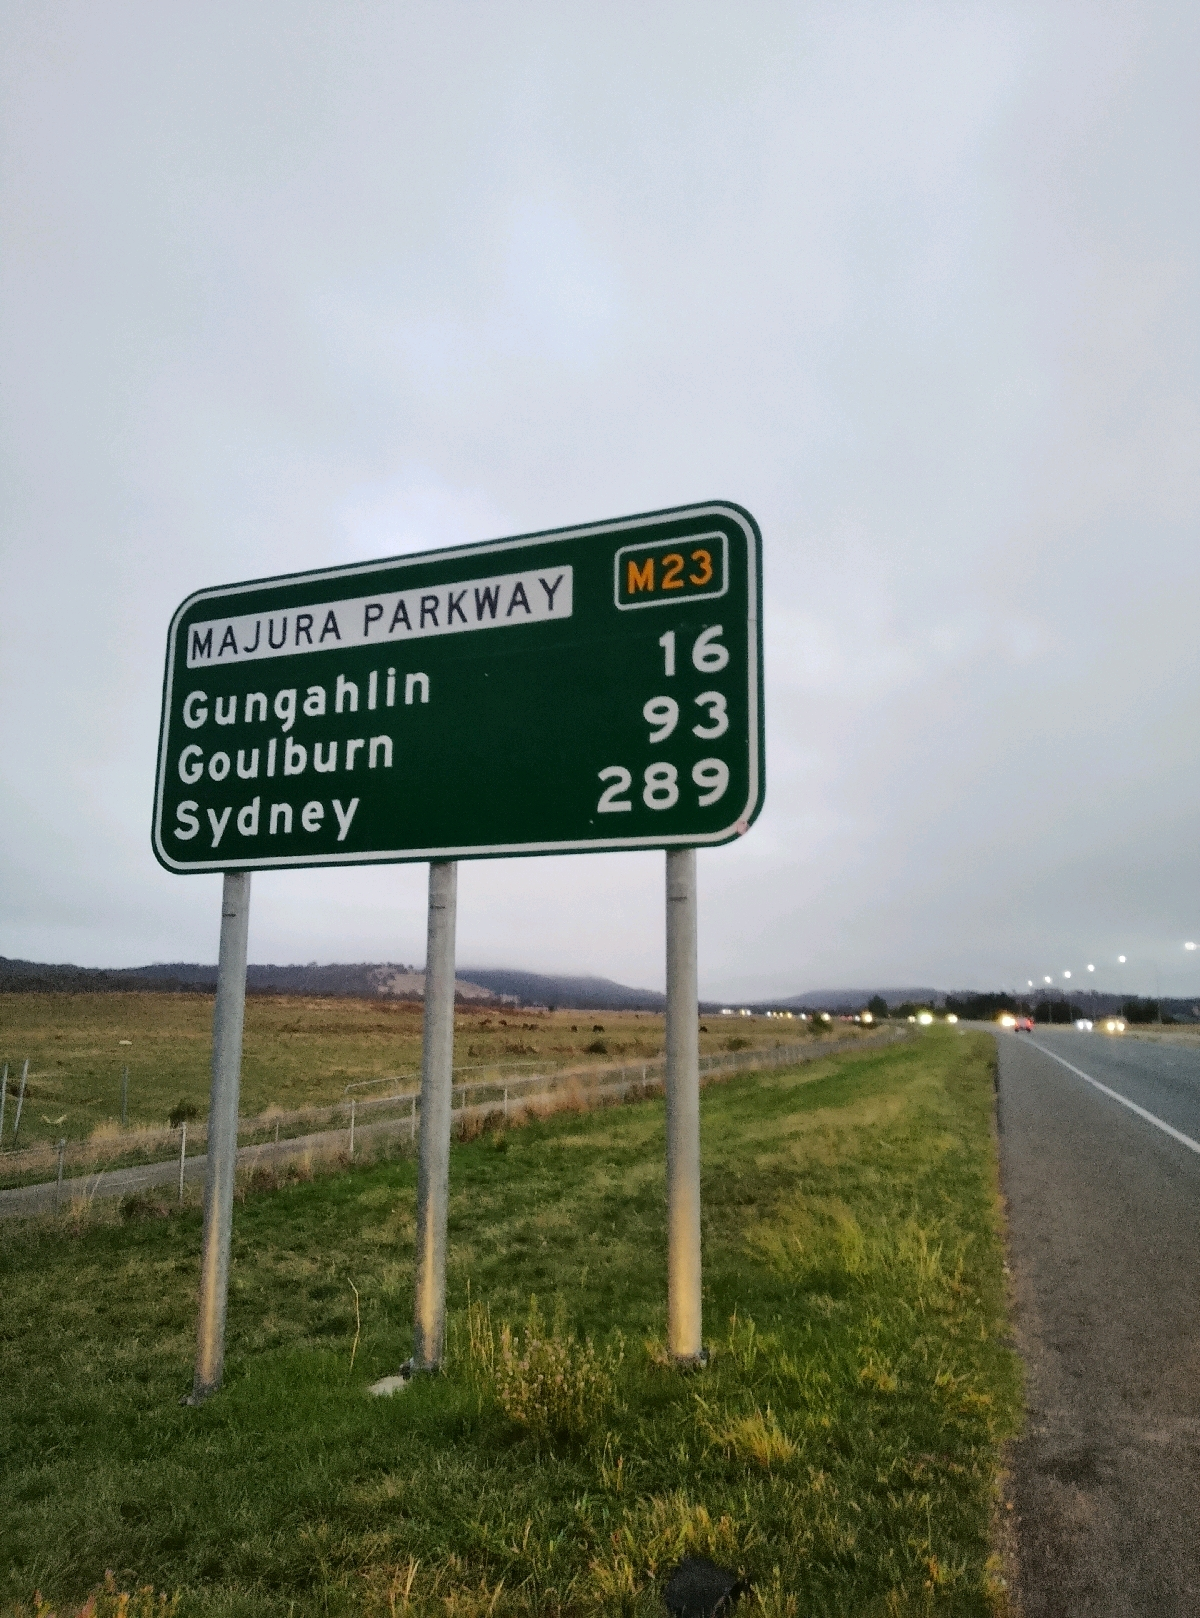 MAJURA PARKWAY M23
Gungahlin 16
Goulburn 93
Sydney 289